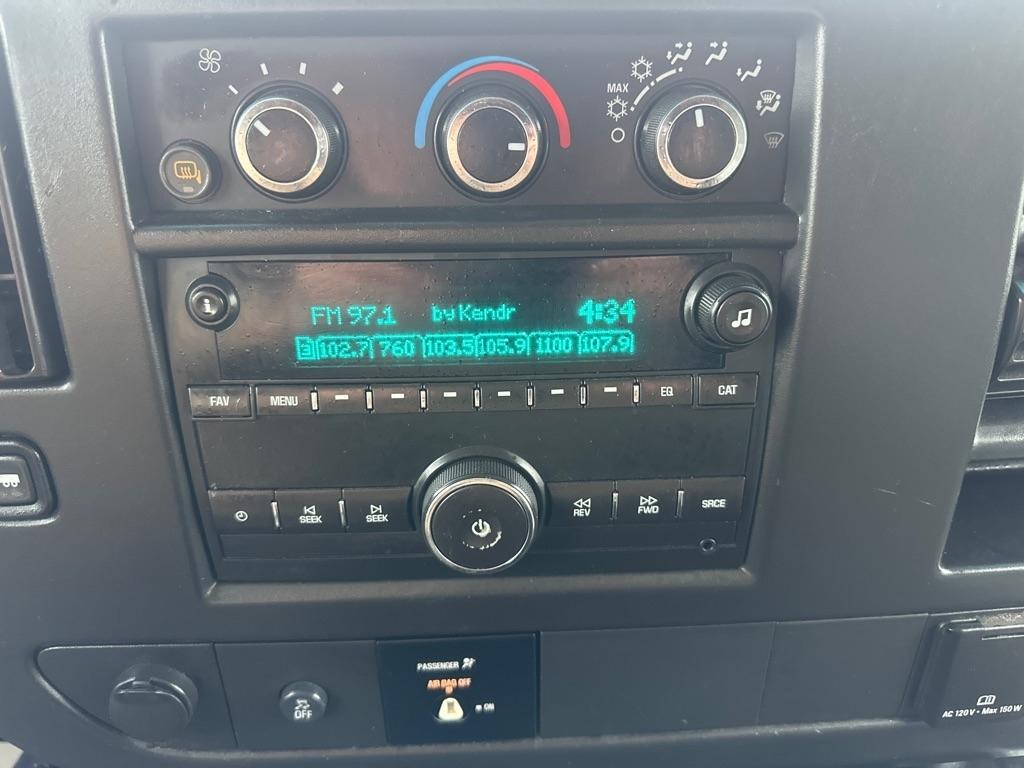 MAX
FM 97.1 by Kendr 4:34
3 102.7 760 103.5 105.9 1100 107.9
FAV MENU EQ CAT
SEEK SEEK REV FWD SRCE
PASSENGER
AIR BAG OFF
ON
OFF
AC 120 V - Max 150 W